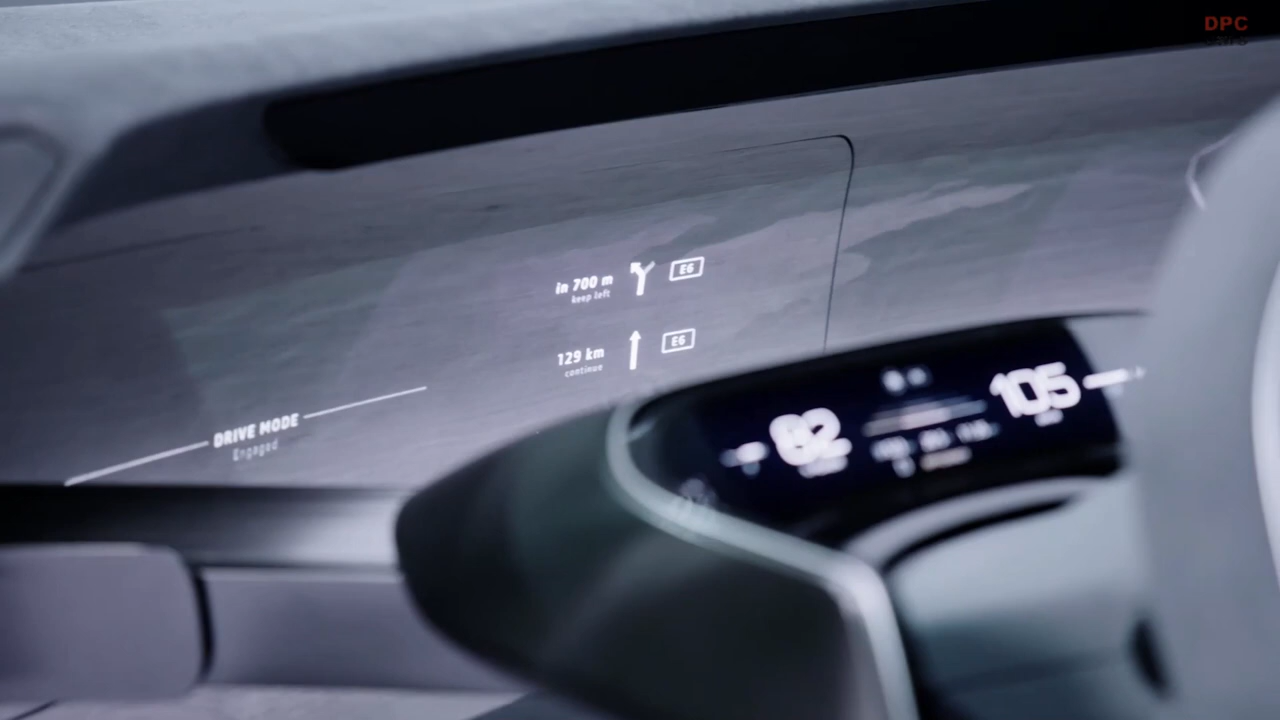 DPC
in 700 m
keep left
E6
129 km
continue
E6
DRIVE MODE
Engaged
82
105